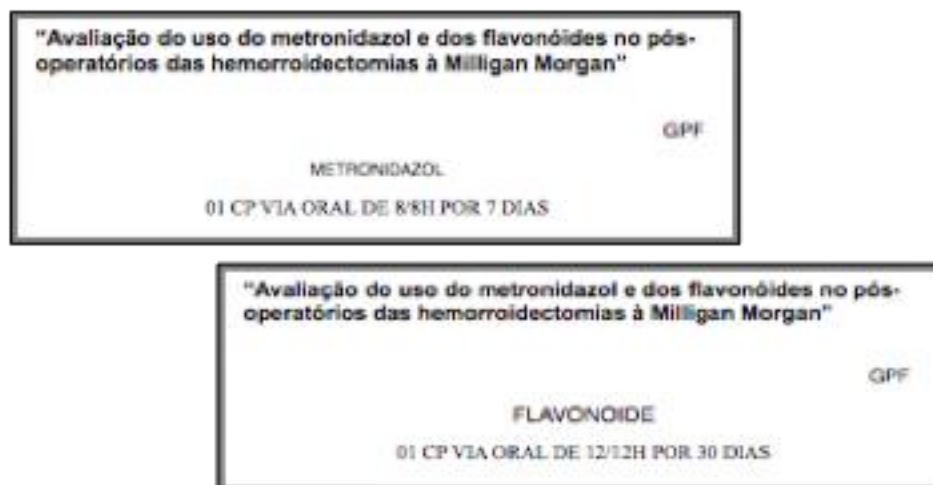 "Avaliação do uso do metronidazol e dos flavonóides no pós-
operatórios das hemorroidectomias à Milligan Morgan"
GPF
METRONIDAZOL
01 CP VIA ORAL DE 8/8H POR 7 DIAS
"Avaliação do uso do metronidazol e dos flavonóides no pós-
operatórios das hemorroidectomias à Milligan Morgan"
GPF
FLAVONOIDE
01 CP VIA ORAL DE 12/12H POR 30 DIAS